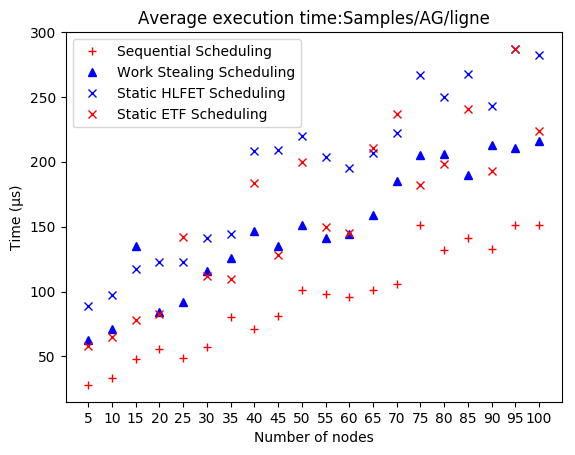 Average execution time:Samples/AG/ligne
Sequential Scheduling
Work Stealing Scheduling
Static HLFET Scheduling
Static ETF Scheduling
300
250
200
150
100
50
Time (µs)
5 10 15 20 25 30 35 40 45 50 55 60 65 70 75 80 85 90 95 100
Number of nodes